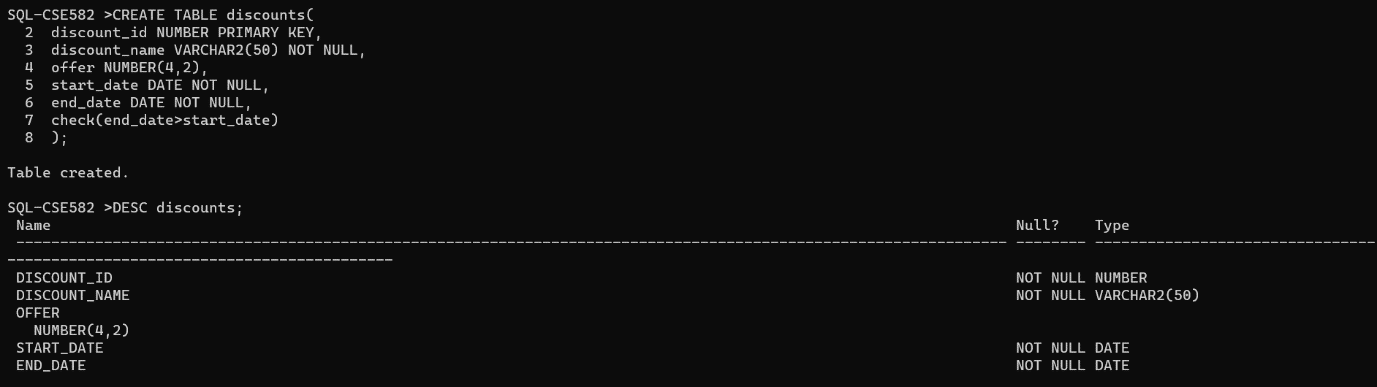 SQL-CSE582 >CREATE TABLE discounts(
  2  discount_id NUMBER PRIMARY KEY,
  3  discount_name VARCHAR2(50) NOT NULL,
  4  offer NUMBER(4,2),
  5  start_date DATE NOT NULL,
  6  end_date DATE NOT NULL,
  7  check(end_date>start_date)
  8  );
Table created.
SQL-CSE582 >DESC discounts;
 Name                                                                                                              Null?    Type
 ----------------------------------------------------------------------------------------------------------------- -------- --------------------------------
--------------------------------------------
 DISCOUNT_ID                                                                                                       NOT NULL NUMBER
 DISCOUNT_NAME                                                                                                     NOT NULL VARCHAR2(50)
 OFFER
   NUMBER(4,2)
 START_DATE                                                                                                        NOT NULL DATE
 END_DATE                                                                                                          NOT NULL DATE